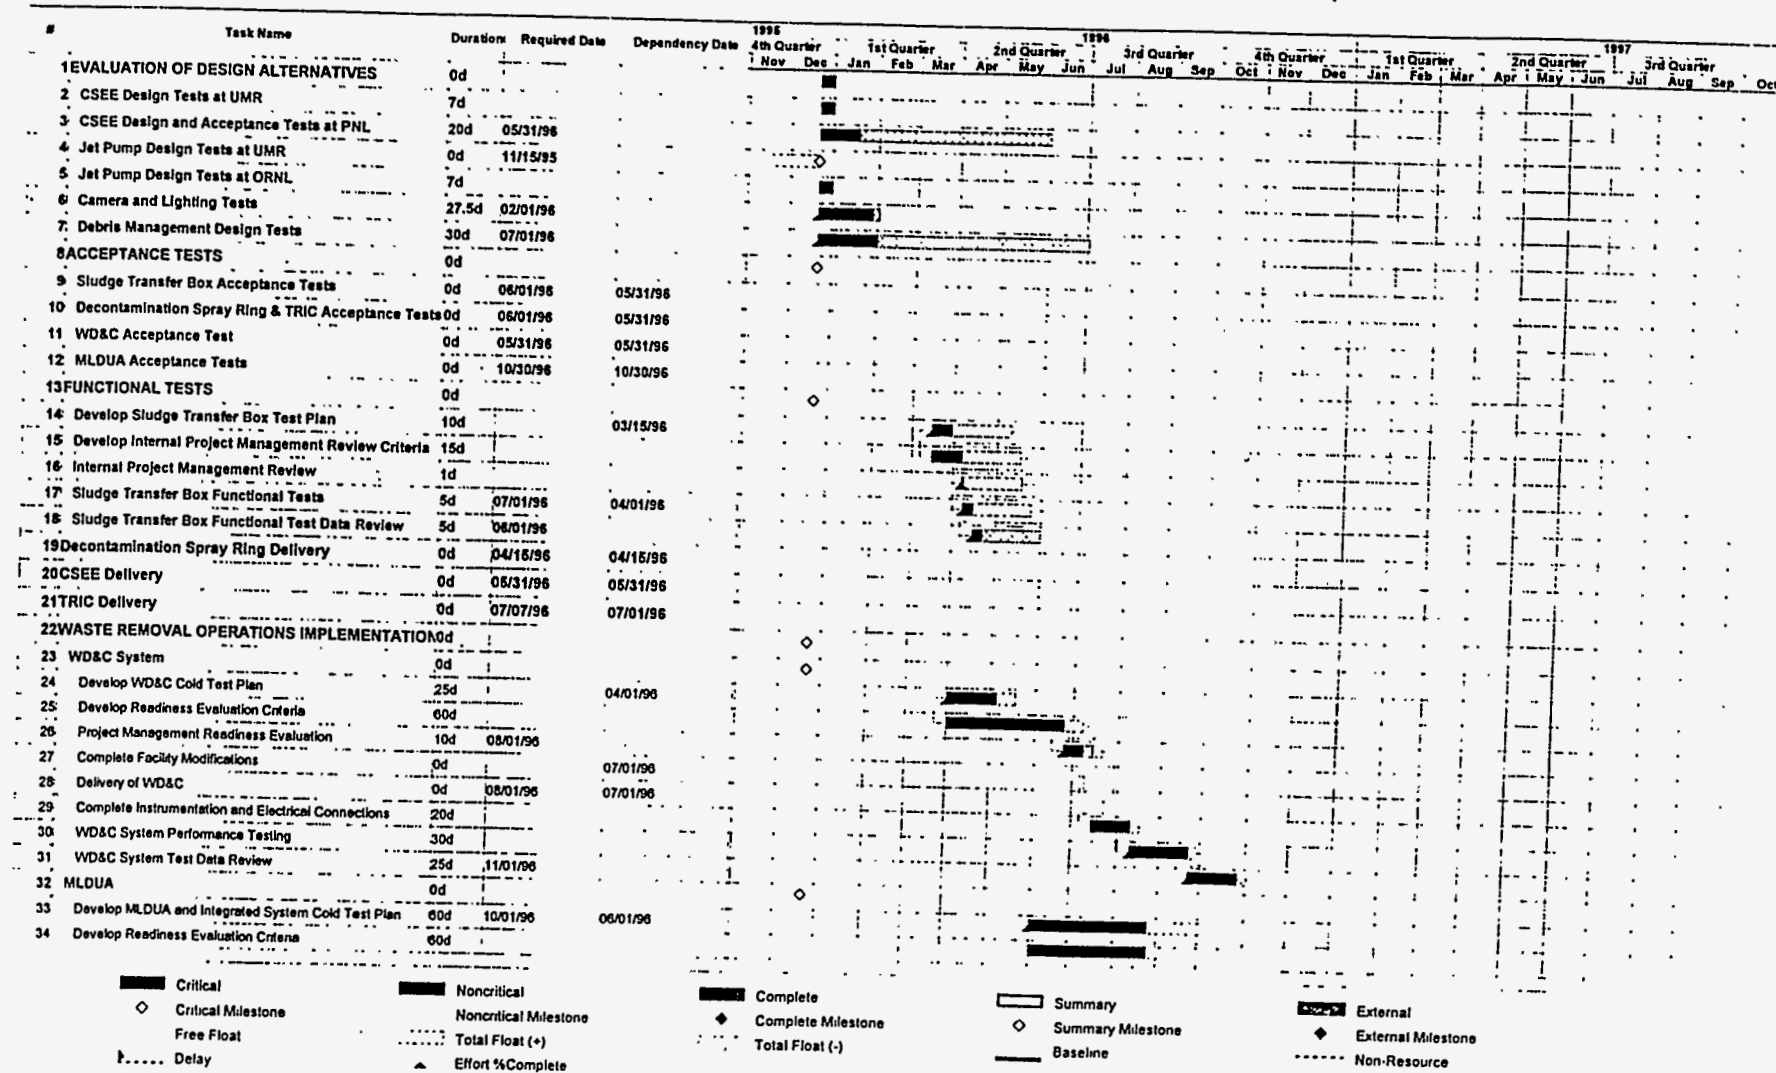 # Task Name Duration Required Date Dependency Date
1995 1996 1997
4th Quarter 1st Quarter 2nd Quarter 3rd Quarter 4th Quarter 1st Quarter 2nd Quarter 3rd Quarter
Nov Dec Jan Feb Mar Apr May Jun Jul Aug Sep Oct Nov Dec Jan Feb Mar Apr May Jun Jul Aug Sep Oct
1 EVALUATION OF DESIGN ALTERNATIVES 0d
2 CSEE Design Tests at UMR 7d
3 CSEE Design and Acceptance Tests at PNL 20d 05/31/96
4 Jet Pump Design Tests at UMR 0d 11/15/95
5 Jet Pump Design Tests at ORNL 7d
6 Camera and Lighting Tests 27.5d 02/01/96
7 Debris Management Design Tests 30d 07/01/96
8 ACCEPTANCE TESTS 0d
9 Sludge Transfer Box Acceptance Tests 0d 06/01/96 05/31/96
10 Decontamination Spray Ring & TRIC Acceptance Tests 0d 06/01/96 05/31/96
11 WD&C Acceptance Test 0d 05/31/96 05/31/96
12 MLDUA Acceptance Tests 0d 10/30/96 10/30/96
13 FUNCTIONAL TESTS 0d
14 Develop Sludge Transfer Box Test Plan 10d 03/15/96
15 Develop Internal Project Management Review Criteria 15d
16 Internal Project Management Review 1d
17 Sludge Transfer Box Functional Tests 5d 07/01/96 04/01/96
18 Sludge Transfer Box Functional Test Data Review 5d 06/01/96
19 Decontamination Spray Ring Delivery 0d 04/15/96 04/15/96
20 CSEE Delivery 0d 05/31/96 05/31/96
21 TRIC Delivery 0d 07/07/96 07/01/96
22 WASTE REMOVAL OPERATIONS IMPLEMENTATION 0d
23 WD&C System 0d
24 Develop WD&C Cold Test Plan 25d 04/01/96
25 Develop Readiness Evaluation Criteria 60d
26 Project Management Readiness Evaluation 10d 08/01/96
27 Complete Facility Modifications 0d 07/01/96
28 Delivery of WD&C 0d 08/01/96 07/01/96
29 Complete Instrumentation and Electrical Connections 20d
30 WD&C System Performance Testing 30d
31 WD&C System Test Data Review 25d 11/01/96
32 MLDUA 0d
33 Develop MLDUA and Integrated System Cold Test Plan 60d 10/01/96 06/01/96
34 Develop Readiness Evaluation Criteria 60d
Critical Noncritical Complete Summary External
Critical Milestone Noncritical Milestone Complete Milestone Summary Milestone External Milestone
Free Float Total Float (+) Total Float (-) Baseline Non-Resource
Delay Effort %Complete